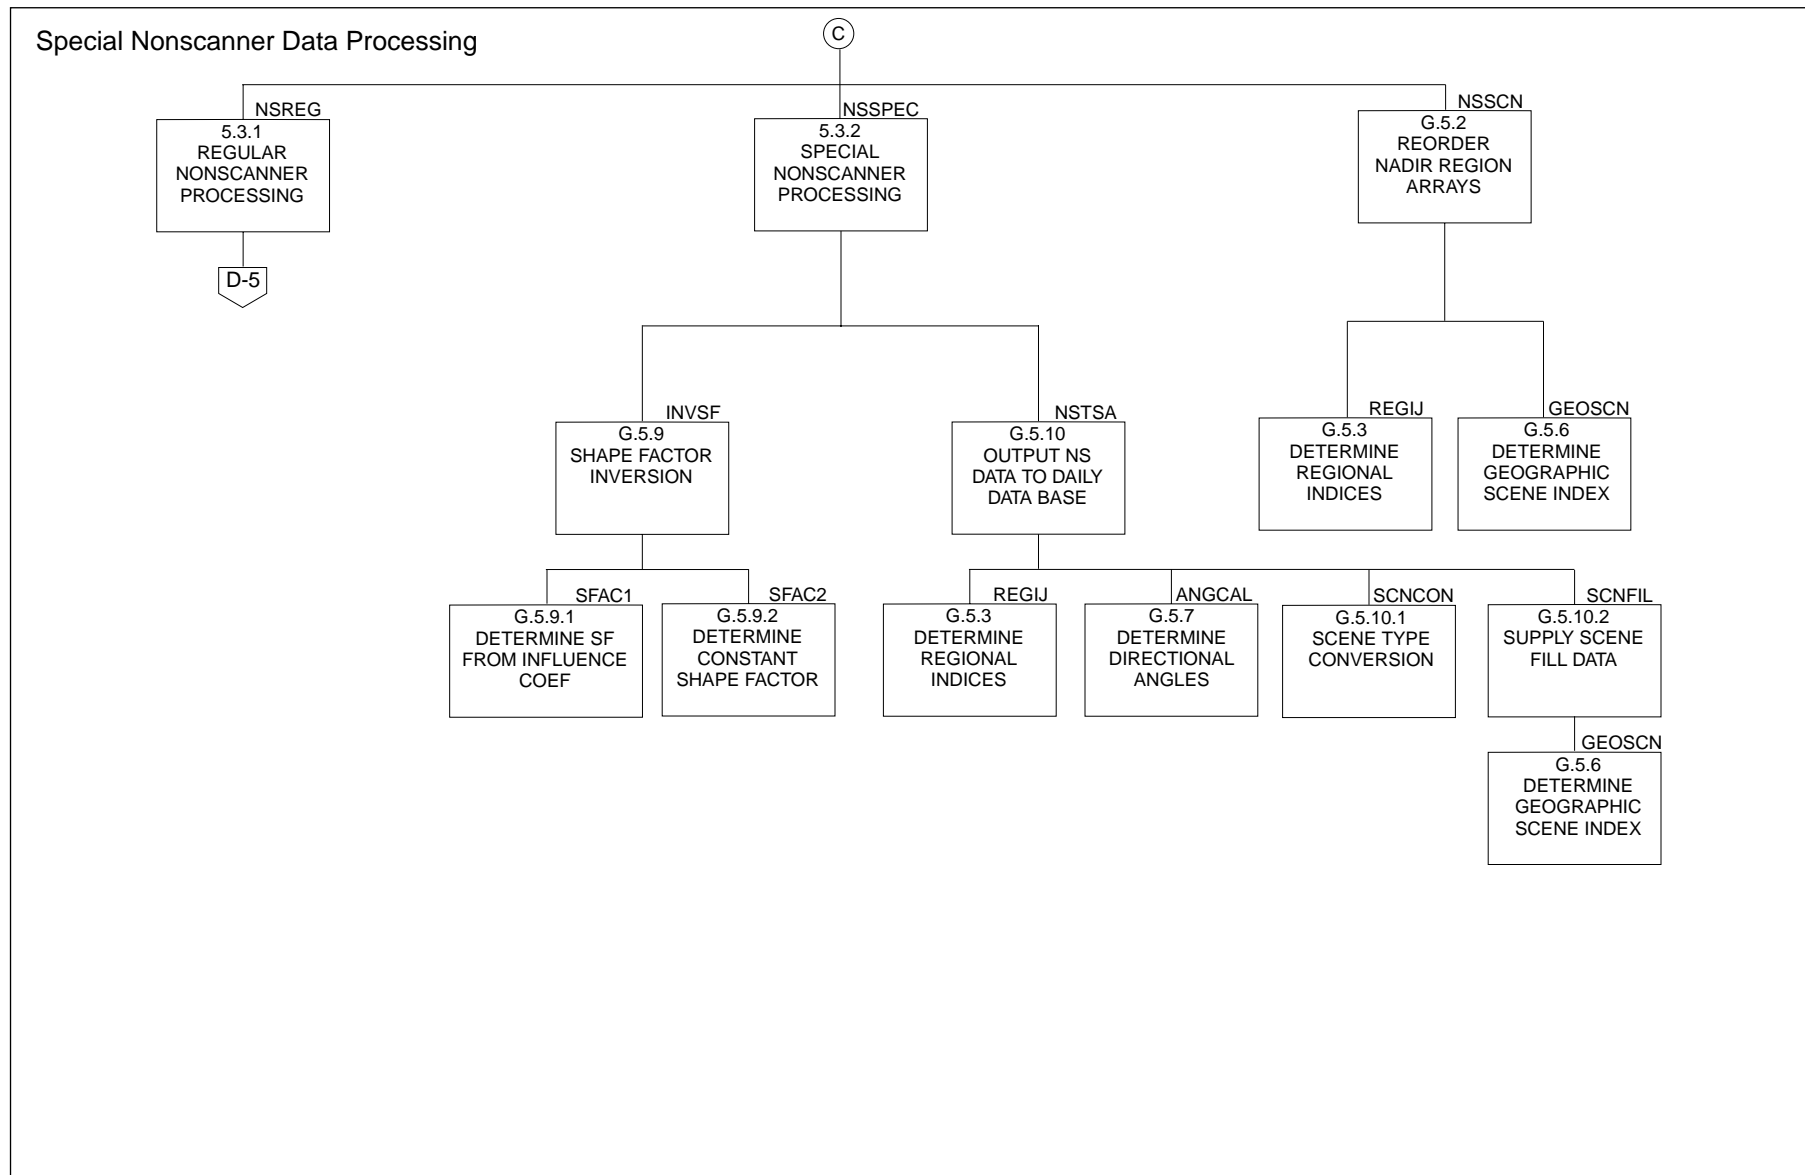 Special Nonscanner Data Processing
C
NSREG
5.3.1
REGULAR
NONSCANNER
PROCESSING
D-5
NSSPEC
5.3.2
SPECIAL
NONSCANNER
PROCESSING
NSSCN
G.5.2
REORDER
NADIR REGION
ARRAYS
INVSF
G.5.9
SHAPE FACTOR
INVERSION
NSTSA
G.5.10
OUTPUT NS
DATA TO DAILY
DATA BASE
REGIJ
G.5.3
DETERMINE
REGIONAL
INDICES
GEOSCN
G.5.6
DETERMINE
GEOGRAPHIC
SCENE INDEX
SFAC1
G.5.9.1
DETERMINE SF
FROM INFLUENCE
COEF
SFAC2
G.5.9.2
DETERMINE
CONSTANT
SHAPE FACTOR
REGIJ
G.5.3
DETERMINE
REGIONAL
INDICES
ANGCAL
G.5.7
DETERMINE
DIRECTIONAL
ANGLES
SCNCON
G.5.10.1
SCENE TYPE
CONVERSION
SCNFIL
G.5.10.2
SUPPLY SCENE
FILL DATA
GEOSCN
G.5.6
DETERMINE
GEOGRAPHIC
SCENE INDEX